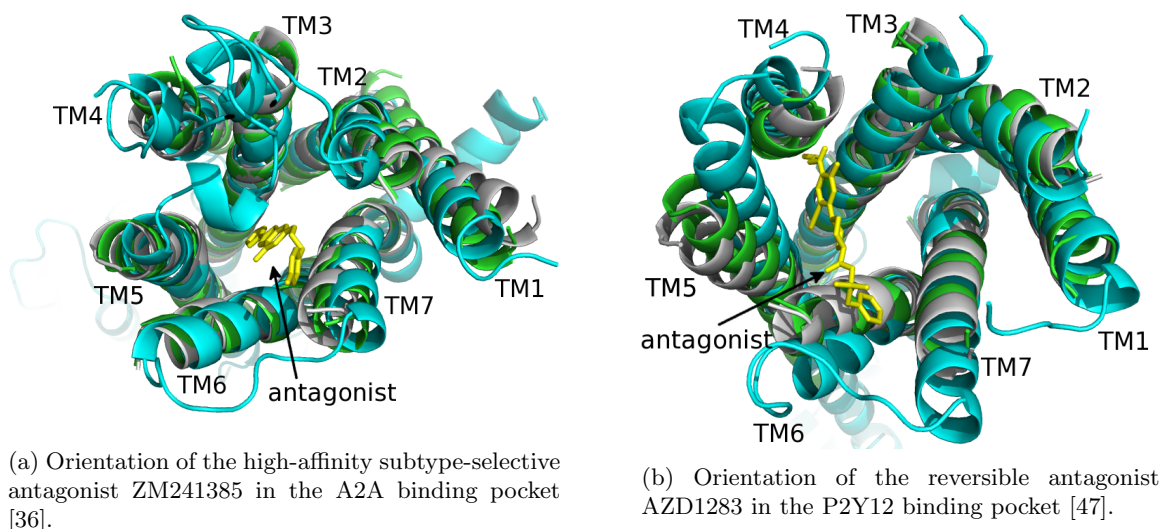 TM3
TM2
TM4
TM5
TM7
TM1
TM6
antagonist
(a) Orientation of the high-affinity subtype-selective
antagonist ZM241385 in the A2A binding pocket
[36].
TM4
TM3
TM2
TM5
antagonist
TM1
TM7
TM6
(b) Orientation of the reversible antagonist
AZD1283 in the P2Y12 binding pocket [47].